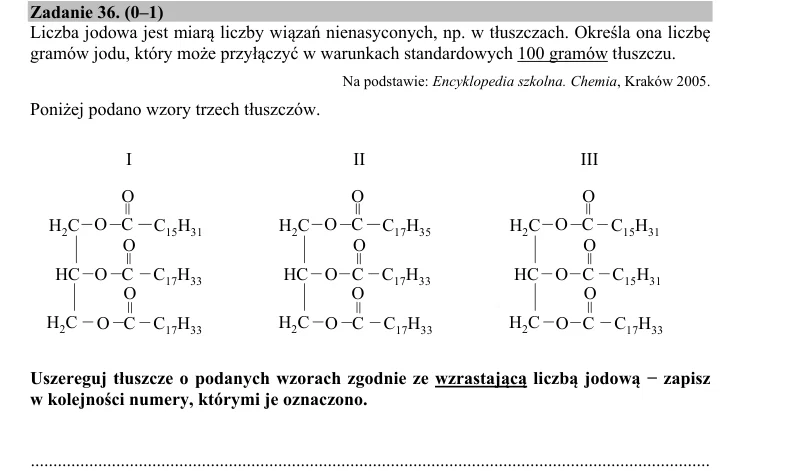 Zadanie 36. (0–1)
Liczba jodowa jest miarą liczby wiązań nienasyconych, np. w tłuszczach. Określa ona liczbę
gramów jodu, który może przyłączyć w warunkach standardowych 100 gramów tłuszczu.
Na podstawie: Encyklopedia szkolna. Chemia, Kraków 2005.
Poniżej podano wzory trzech tłuszczów.
I II III
O O O
H₂C–O–C–C₁₅H₃₁ H₂C–O–C–C₁₇H₃₅ H₂C–O–C–C₁₅H₃₁
O O O
HC–O–C–C₁₇H₃₃ HC–O–C–C₁₇H₃₃ HC–O–C–C₁₅H₃₁
O O O
H₂C–O–C–C₁₇H₃₃ H₂C–O–C–C₁₇H₃₃ H₂C–O–C–C₁₇H₃₃
Uszereguj tłuszcze o podanych wzorach zgodnie ze wzrastającą liczbą jodową − zapisz
w kolejności numery, którymi je oznaczono.